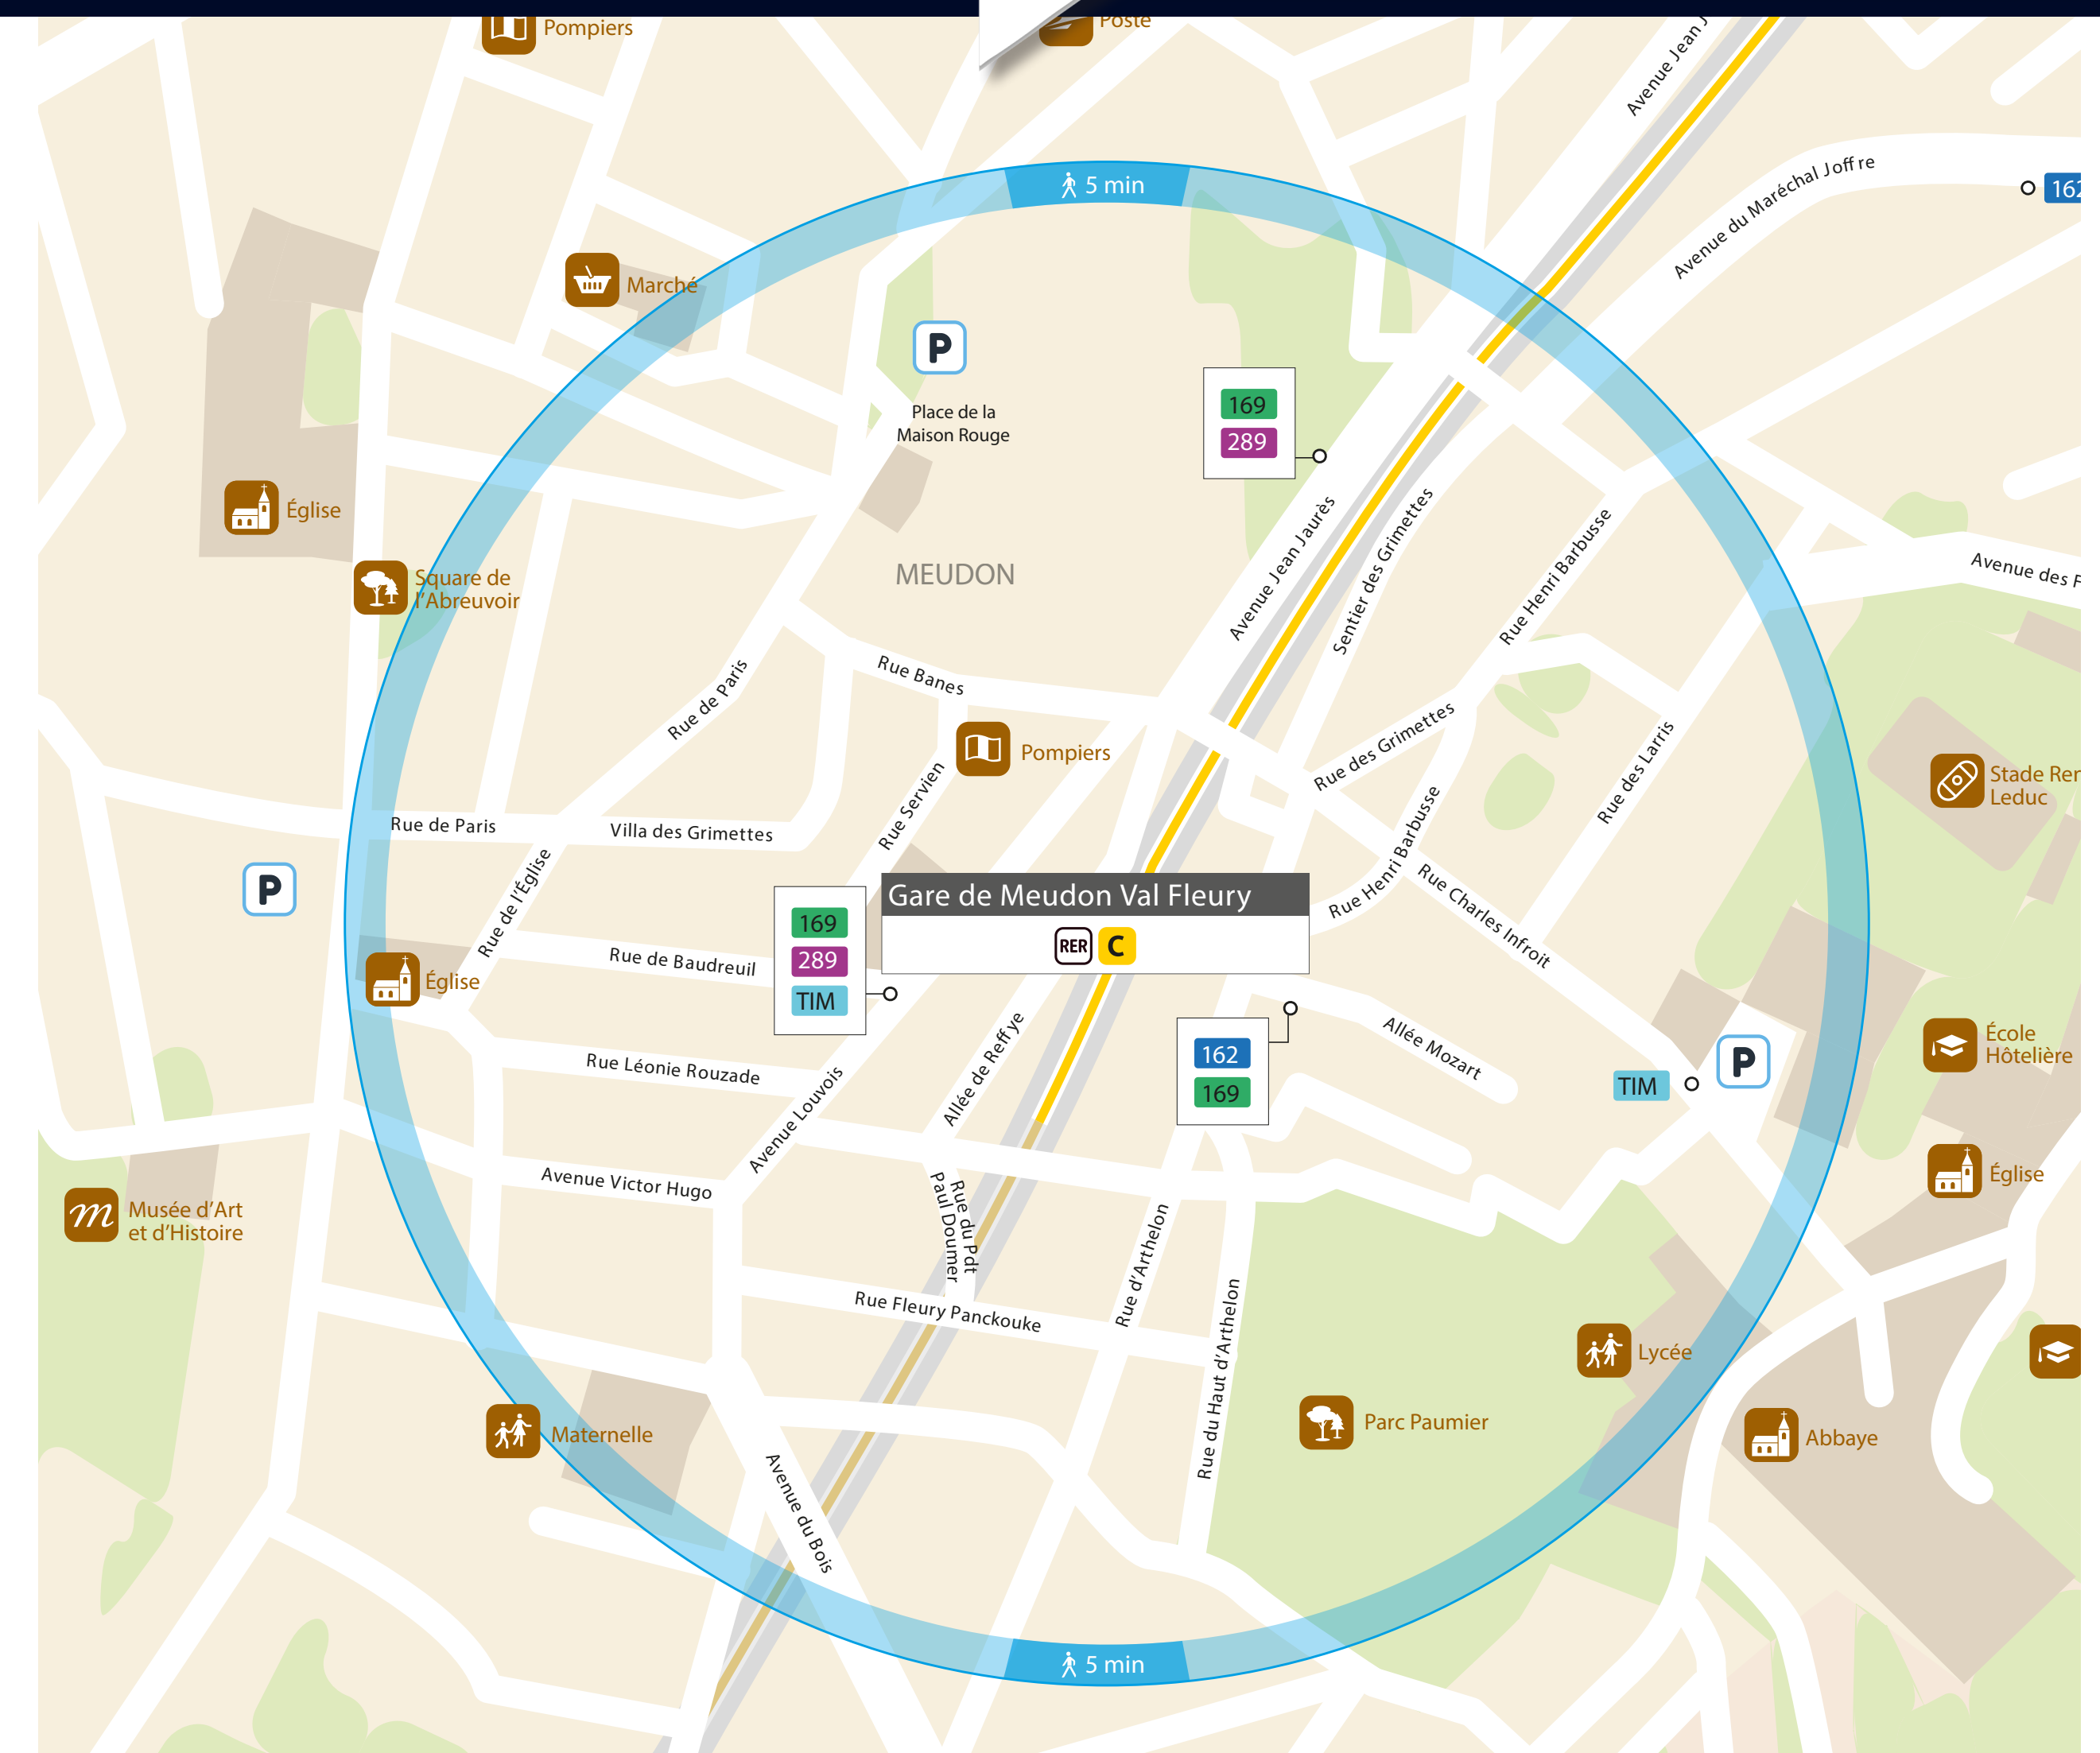 Pompiers
Poste
Avenue Jean J
5 min
Avenue du Maréchal Joffre
162
Marché
P
Place de la
Maison Rouge
169
289
Église
Avenue Jean Jaurès
Sentier des Grimettes
Rue Henri Barbusse
Avenue des F
Square de
l'Abreuvoir
MEUDON
Rue de Paris
Rue Banes
Pompiers
Rue des Grimettes
Rue des Larris
Stade Ren
Leduc
Rue de Paris
Villa des Grimettes
Rue Servien
Rue Henri Barbusse
P
Rue de l'Église
Gare de Meudon Val Fleury
RER C
Rue Charles Infroit
169
289
TIM
Rue de Baudreuil
Église
Allée de Reffye
162
169
Allée Mozart
TIM
P
École
Hôtelière
Rue Léonie Rouzade
Avenue Louvois
Avenue Victor Hugo
Rue du Pdt
Paul Doumer
Église
m
Musée d'Art
et d'Histoire
Rue d'Arthelon
Rue Fleury Panckouke
Rue du Haut d'Arthelon
Lycée
Parc Paumier
Abbaye
Maternelle
Avenue du Bois
5 min